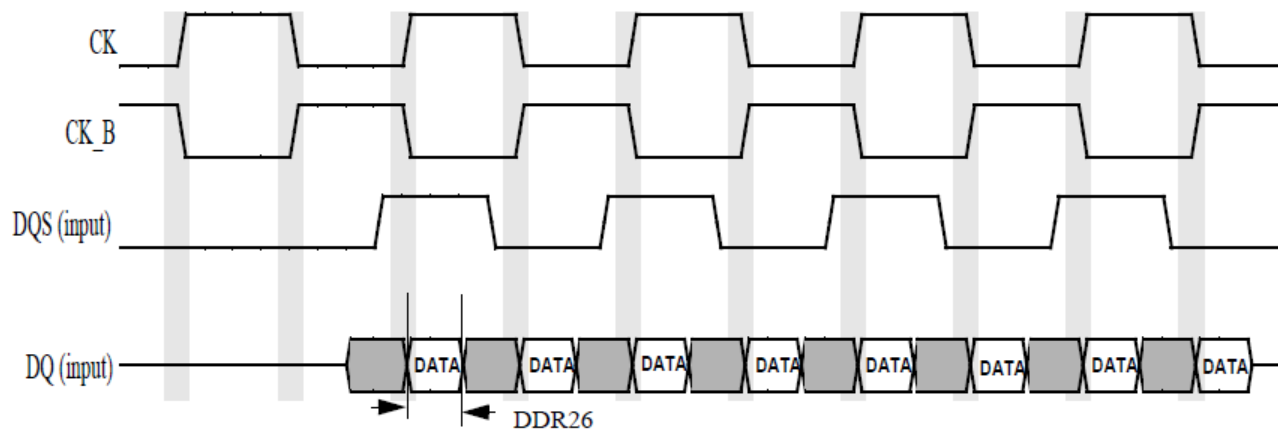 CK
CK_B
DQS (input)
DQ (input) DATA DATA DATA DATA DATA DATA DATA DATA
DDR26